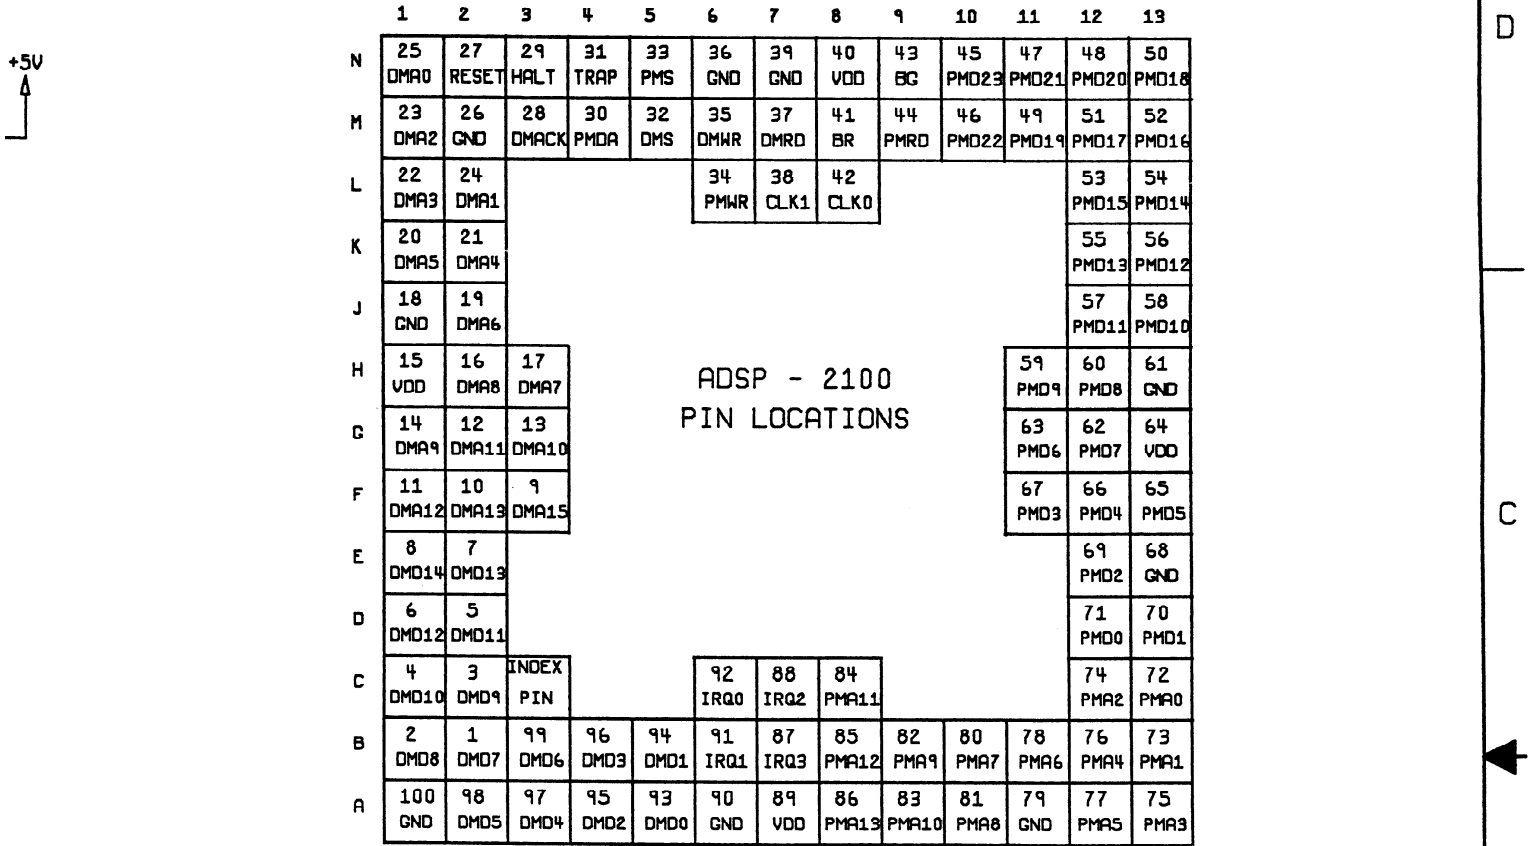 1 2 3 4 5 6 7 8 9 10 11 12 13
D
+5V
N
25 27 29 31 33 36 39 40 43 45 47 48 50
DMA0 RESET HALT TRAP PMS GND GND VDD BG PMD23 PMD21 PMD20 PMD18
M
23 26 28 30 32 35 37 41 44 46 49 51 52
DMA2 GND DMACK PMDA DMS DMWR DMRD BR PMRD PMD22 PMD19 PMD17 PMD16
L
22 24 34 38 42 53 54
DMA3 DMA1 PMWR CLK1 CLK0 PMD15 PMD14
K
20 21 55 56
DMA5 DMA4 PMD13 PMD12
J
18 19 57 58
GND DMA6 PMD11 PMD10
H
15 16 17 59 60 61
VDD DMA8 DMA7 PMD9 PMD8 GND
ADSP - 2100
PIN LOCATIONS
G
14 12 13 63 62 64
DMA9 DMA11 DMA10 PMD6 PMD7 VDD
F
11 10 9 67 66 65
DMA12 DMA13 DMA15 PMD3 PMD4 PMD5
C
E
8 7 69 68
DMD14 DMD13 PMD2 GND
D
6 5 71 70
DMD12 DMD11 PMD0 PMD1
C
4 3 INDEX 92 88 84 74 72
DMD10 DMD9 PIN IRQ0 IRQ2 PMA11 PMA2 PMA0
B
2 1 99 96 94 91 87 85 82 80 78 76 73
DMD8 DMD7 DMD6 DMD3 DMD1 IRQ1 IRQ3 PMA12 PMA9 PMA7 PMA6 PMA4 PMA1
A
100 98 97 95 93 90 89 86 83 81 79 77 75
GND DMD5 DMD4 DMD2 DMD0 GND VDD PMA13 PMA10 PMA8 GND PMA5 PMA3